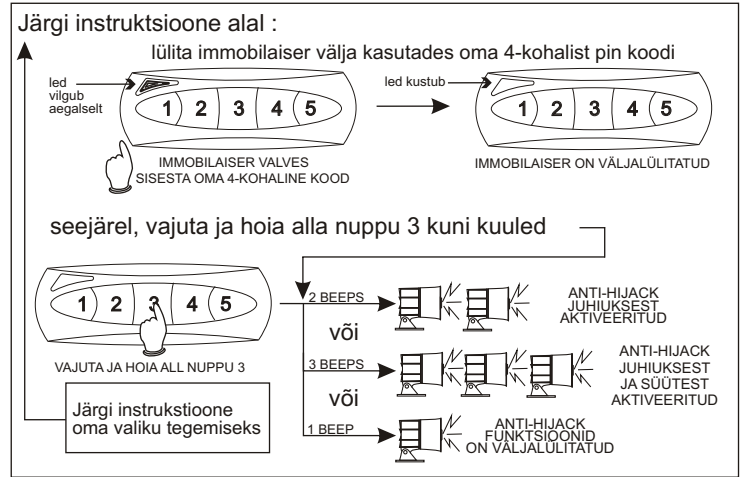 Järgi instruktsioone alal :
lülita immobilaiser välja kasutades oma 4-kohalist pin koodi
led
vilgub
aegalselt
1 2 3 4 5
led kustub
1 2 3 4 5
IMMOBILAISER VALVES
SISESTA OMA 4-KOHALINE KOOD
IMMOBILAISER ON VÄLJALÜLITATUD
seejärel, vajuta ja hoia alla nuppu 3 kuni kuuled
1 2 3 4 5
VAJUTA JA HOIA ALL NUPPU 3
2 BEEPS
ANTI-HIJACK
JUHIUKSEST
AKTIVEERITUD
või
3 BEEPS
ANTI-HIJACK
JUHIUKSEST
JA SÜÜTEST
AKTIVEERITUD
või
1 BEEP
ANTI-HIJACK
FUNKTSIOONID
ON VÄLJALÜLITATUD
Järgi instrukstioone
oma valiku tegemiseks